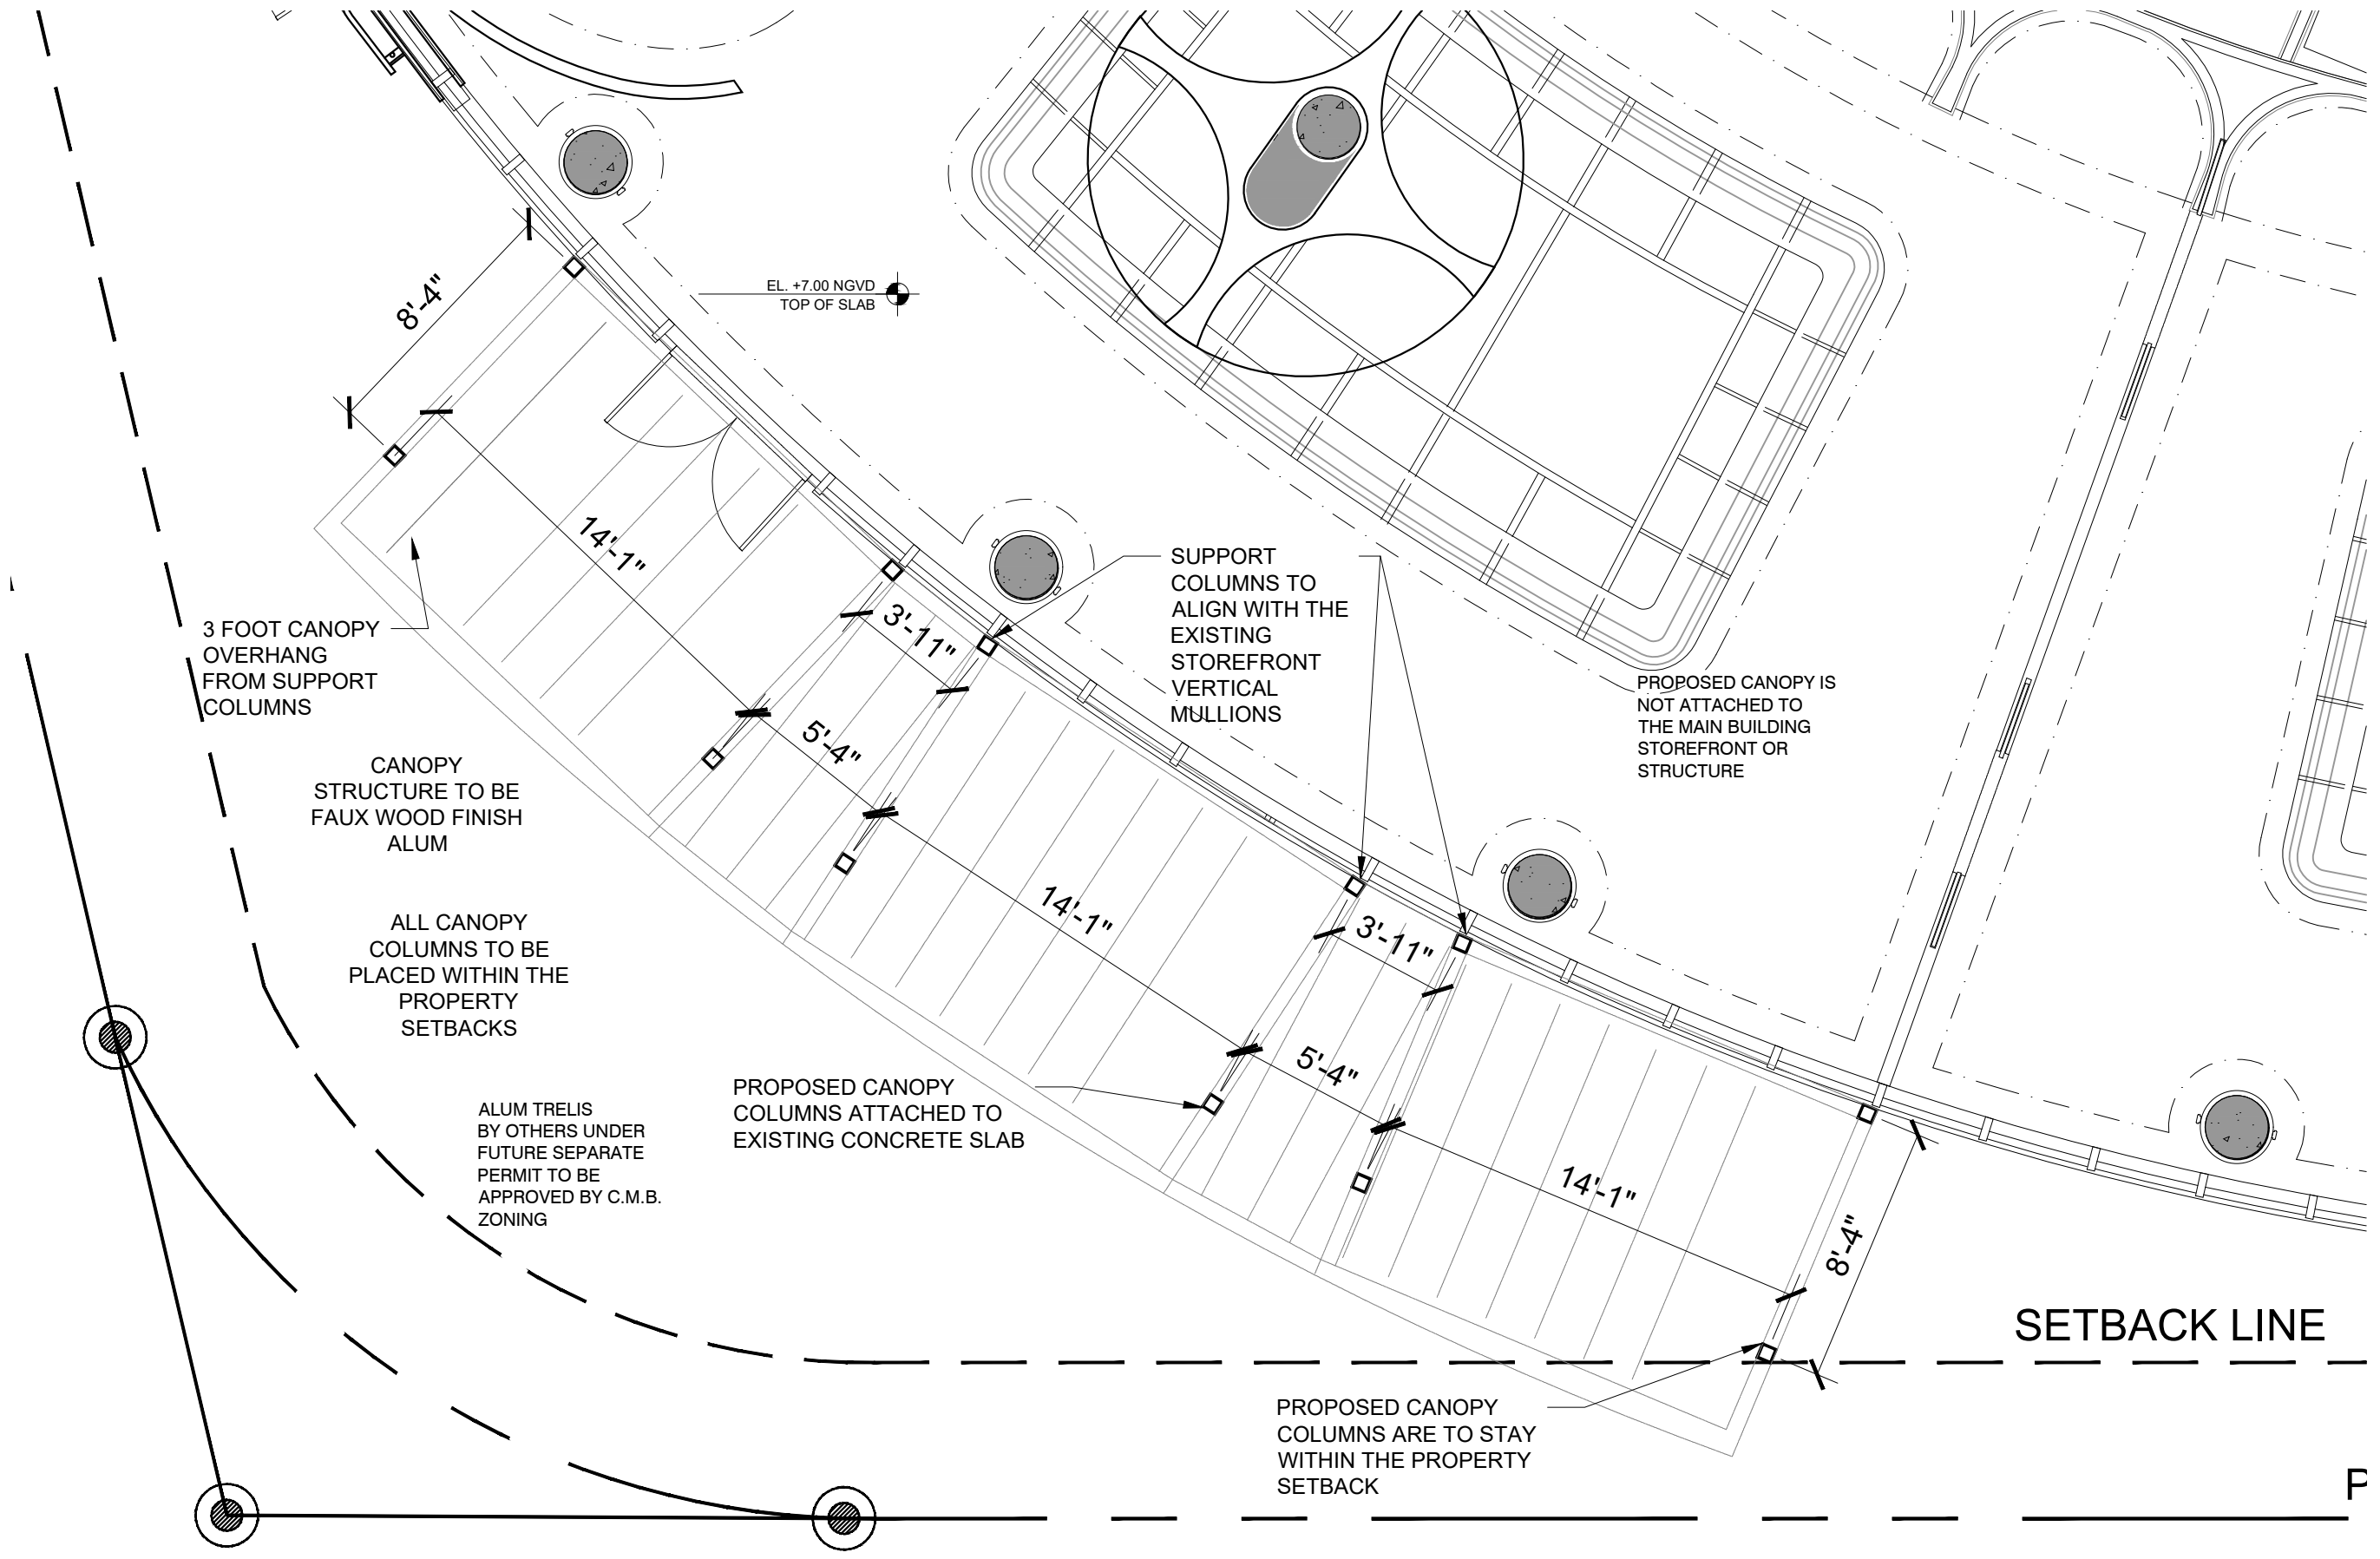 8'-4"
EL. +7.00 NGVD
TOP OF SLAB
14'-1"
3 FOOT CANOPY
OVERHANG
FROM SUPPORT
COLUMNS
3'-11"
5'-4"
SUPPORT
COLUMNS TO
ALIGN WITH THE
EXISTING
STOREFRONT
VERTICAL
MULLIONS
PROPOSED CANOPY IS
NOT ATTACHED TO
THE MAIN BUILDING
STOREFRONT OR
STRUCTURE
CANOPY
STRUCTURE TO BE
FAUX WOOD FINISH
ALUM
14'-1"
3'-11"
ALL CANOPY
COLUMNS TO BE
PLACED WITHIN THE
PROPERTY
SETBACKS
5'-4"
PROPOSED CANOPY
COLUMNS ATTACHED TO
EXISTING CONCRETE SLAB
ALUM TRELIS
BY OTHERS UNDER
FUTURE SEPARATE
PERMIT TO BE
APPROVED BY C.M.B.
ZONING
14'-1"
8'-4"
SETBACK LINE
PROPOSED CANOPY
COLUMNS ARE TO STAY
WITHIN THE PROPERTY
SETBACK
P